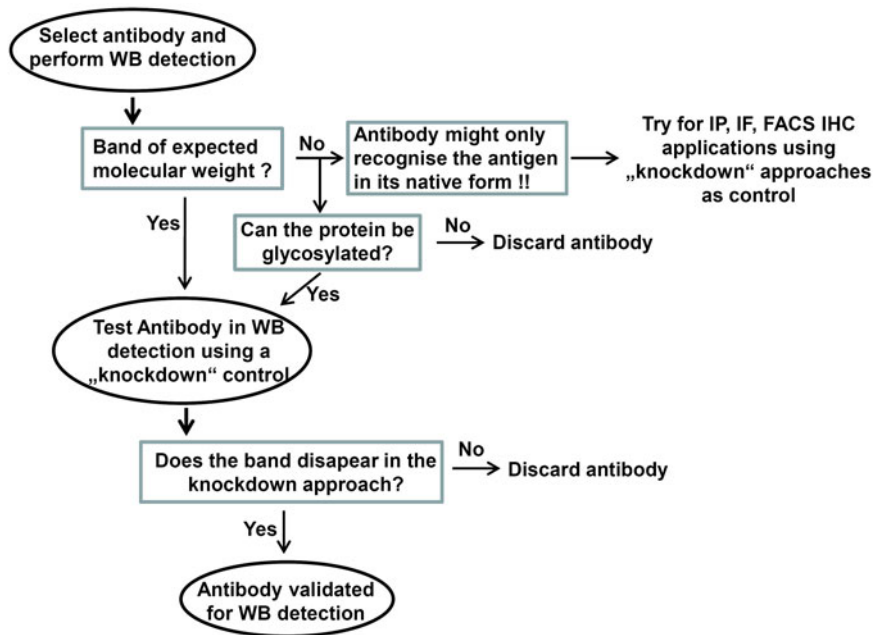 Select antibody and
perform WB detection
Band of expected
molecular weight ?
No
Antibody might only
recognise the antigen
in its native form !!
Try for IP, IF, FACS IHC
applications using
„knockdown“ approaches
as control
Yes
Can the protein be
glycosylated?
No
Discard antibody
Yes
Test Antibody in WB
detection using a
„knockdown“ control
Does the band disapear in the
knockdown approach?
No
Discard antibody
Yes
Antibody validated
for WB detection